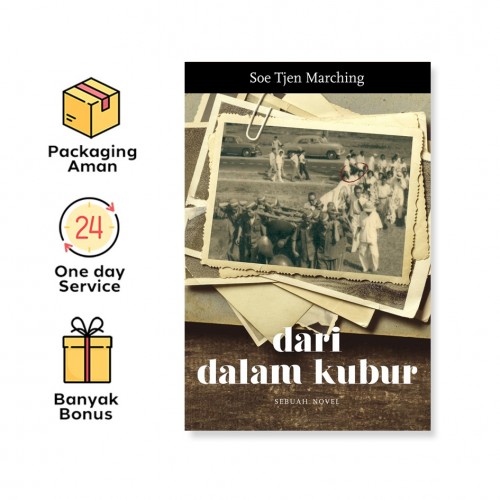 Packaging
Aman
24
One day
Service
Banyak
Bonus
Soe Tjen Marching
dari
dalam kubur
SEBUAH NOVEL